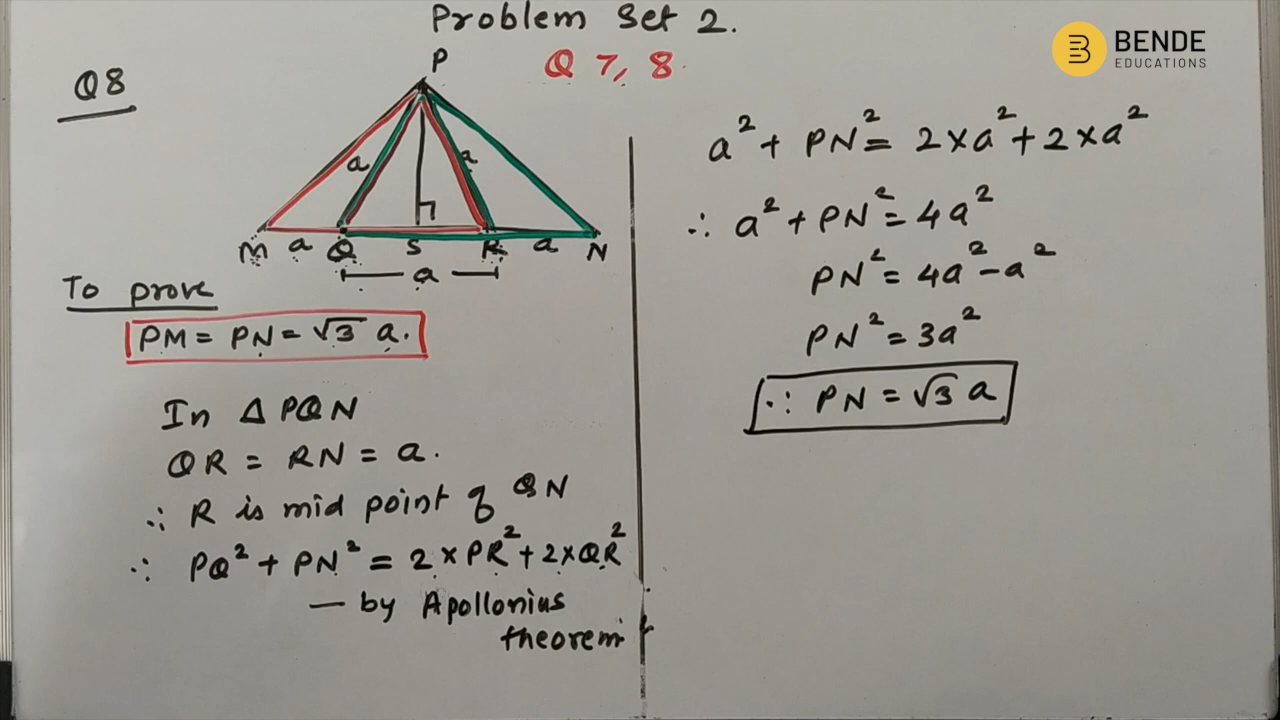 Problem Set 2.
BENDE
EDUCATIONS
Q 7, 8
Q8
P
a a
M a Q S R a N
a
To prove
PM = PN = √3 a.
In Δ PQN
QR = RN = a.
∴ R is mid point of QN
∴ PQ² + PN² = 2 × PR² + 2 × QR²
— by Apollonius
theorem
a² + PN² = 2 × a² + 2 × a²
∴ a² + PN² = 4a²
PN² = 4a² – a²
PN² = 3a²
∴ PN = √3 a